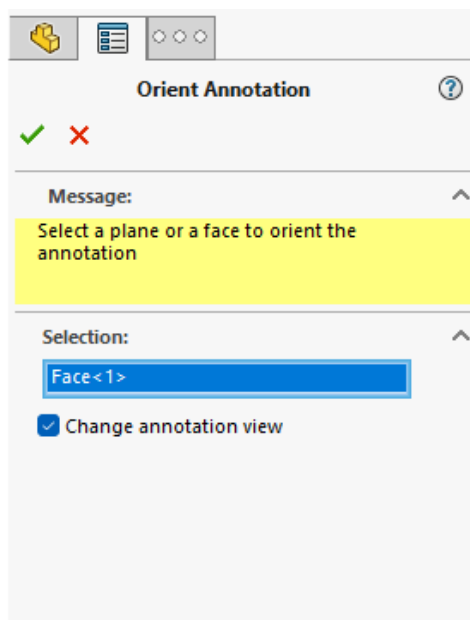 Orient Annotation
Message:
Select a plane or a face to orient the
annotation
Selection:
Face<1>
Change annotation view